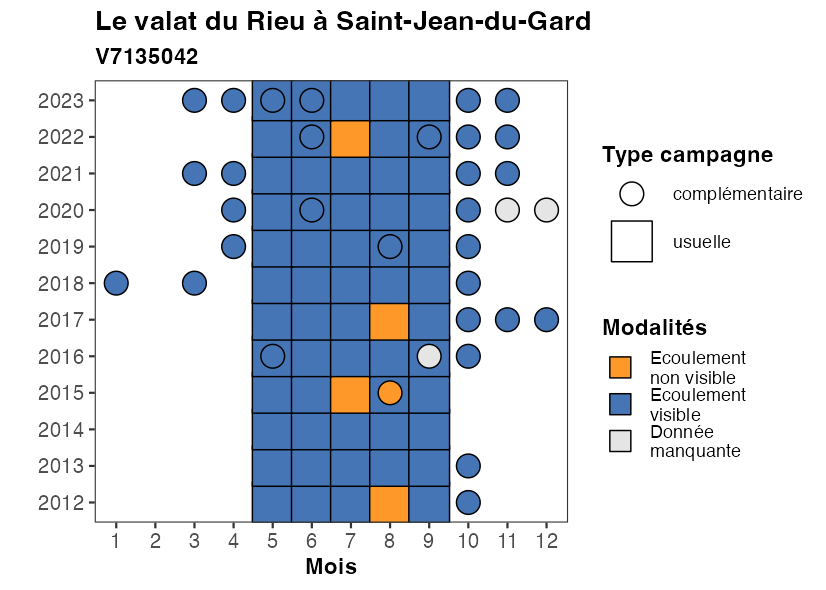 Le valat du Rieu à Saint-Jean-du-Gard
V7135042
2023
2022
2021
2020
2019
2018
2017
2016
2015
2014
2013
2012
1 2 3 4 5 6 7 8 9 10 11 12
Mois
Type campagne
complémentaire
usuelle
Modalités
Ecoulement
non visible
Ecoulement
visible
Donnée
manquante